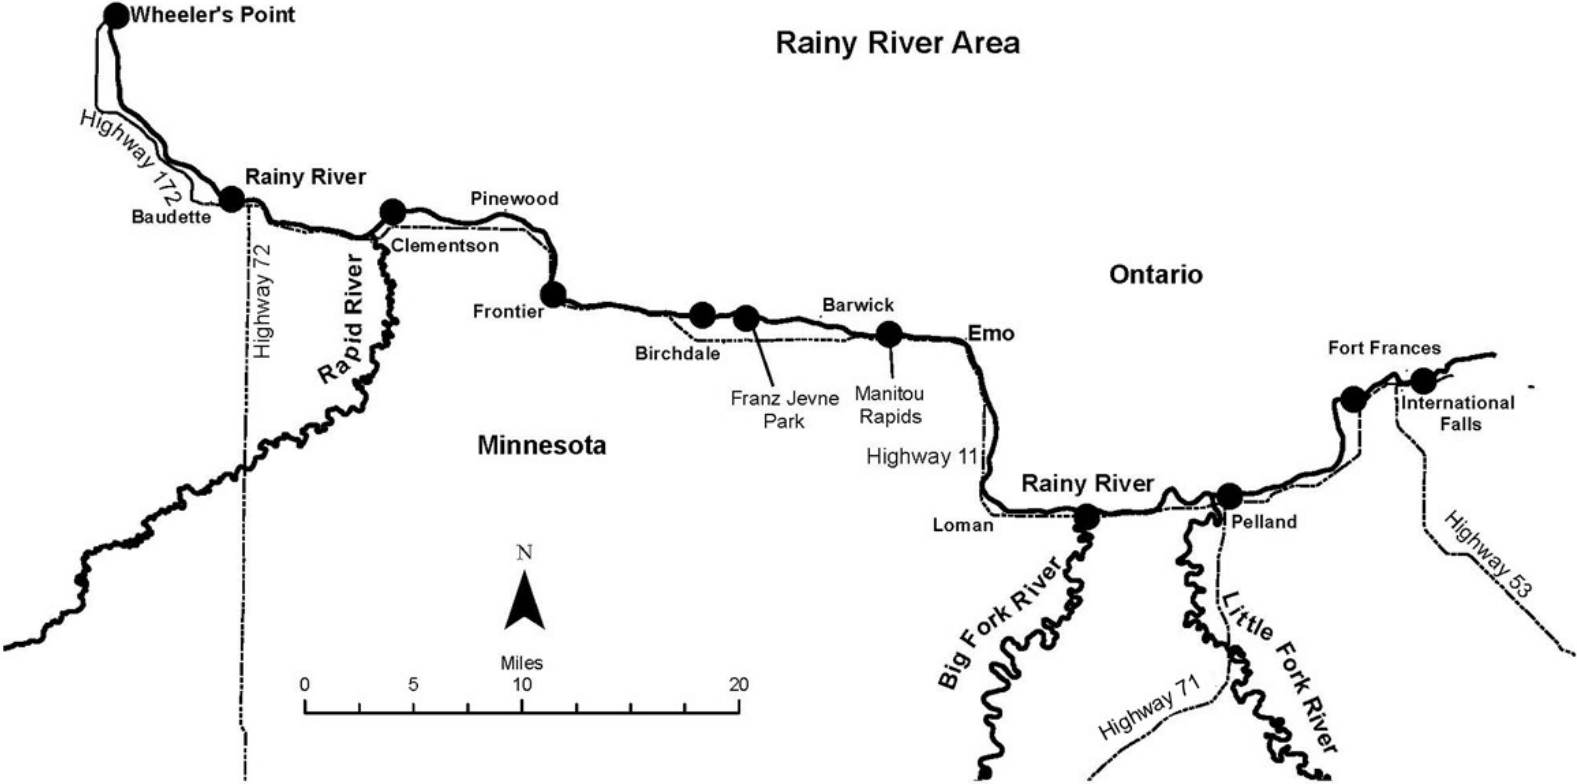 Wheeler's Point
Rainy River Area
Highway 172
Rainy River
Baudette
Pinewood
Clementson
Highway 72
Rapid River
Ontario
Frontier
Barwick
Emo
Birchdale
Fort Frances
Franz Jevne
Park
Manitou
Rapids
International
Falls
Minnesota
Highway 11
Rainy River
Loman
Pelland
Highway 53
N
Big Fork River
Little Fork River
Miles
0 5 10 20
Highway 71